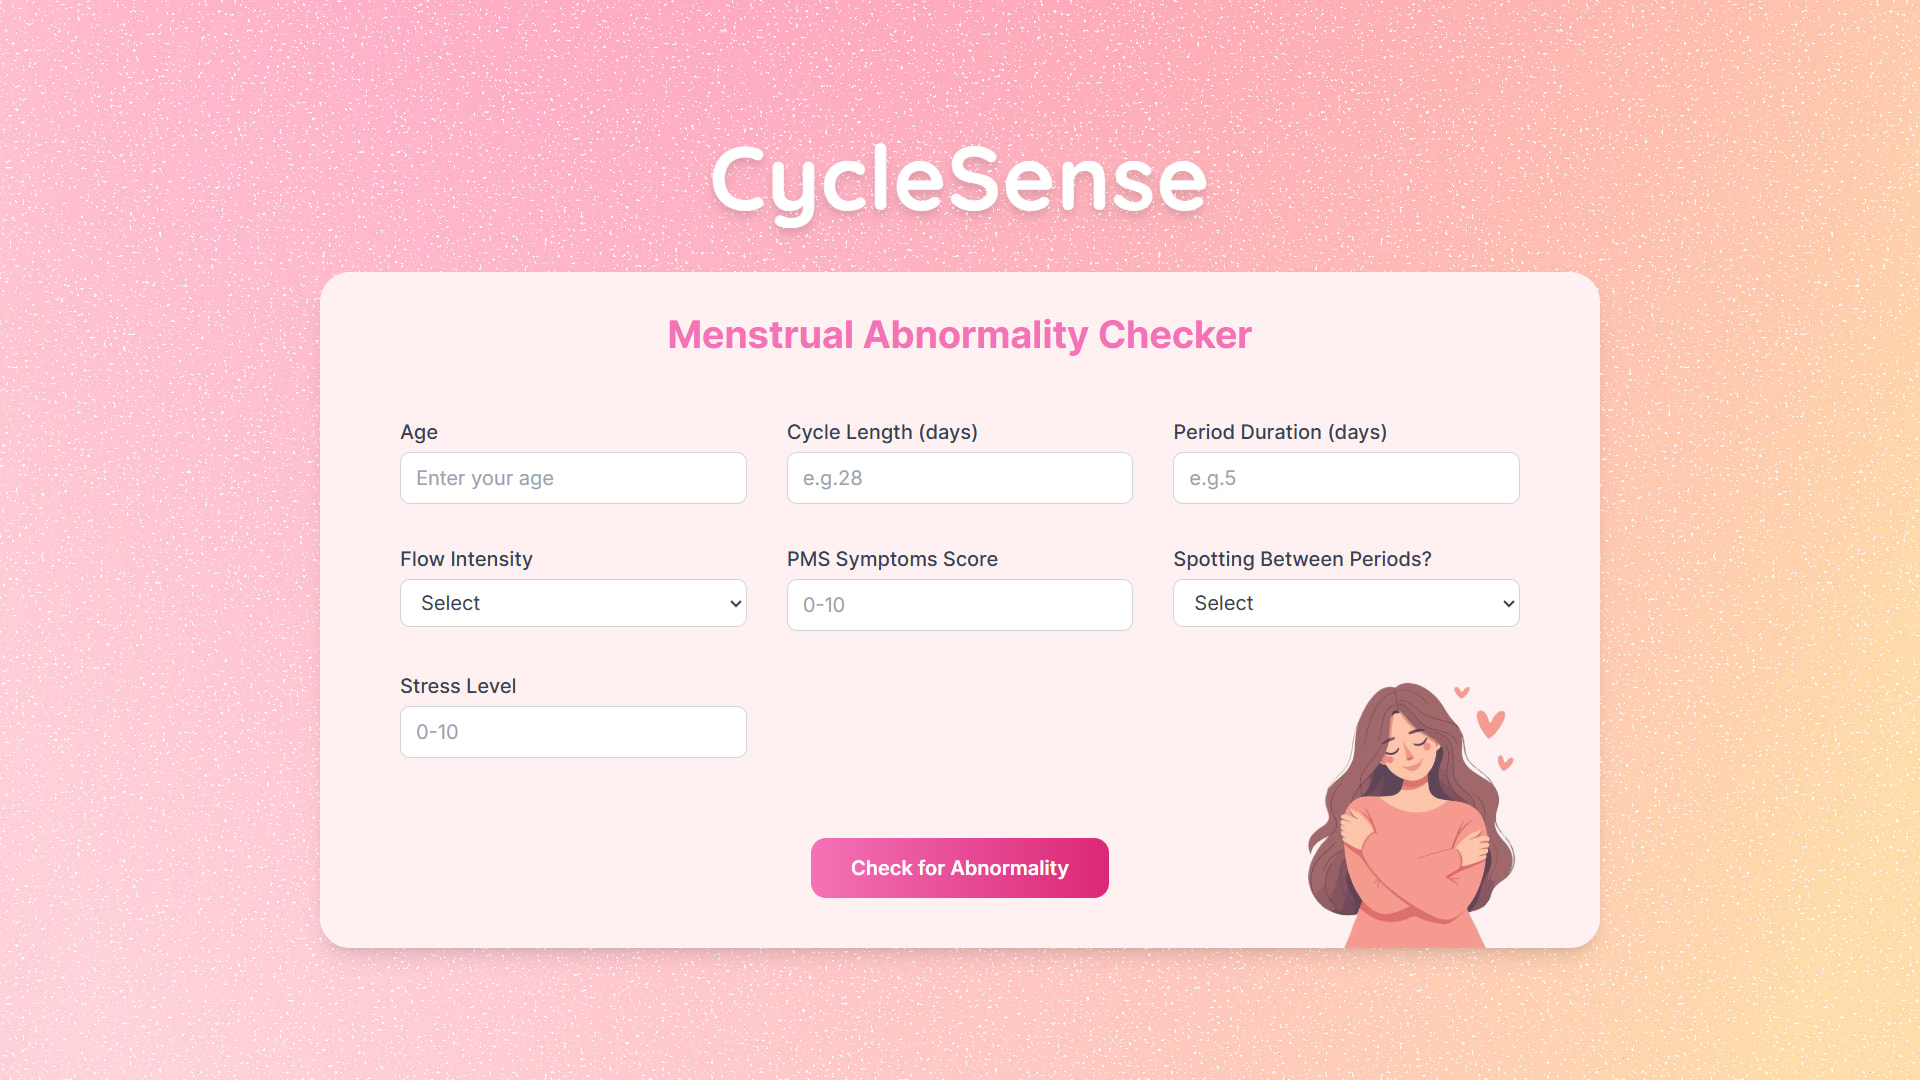 CycleSense
Menstrual Abnormality Checker
Age
Cycle Length (days)
Period Duration (days)
Enter your age
e.g.28
e.g.5
Flow Intensity
PMS Symptoms Score
Spotting Between Periods?
Select
0-10
Select
Stress Level
0-10
Check for Abnormality